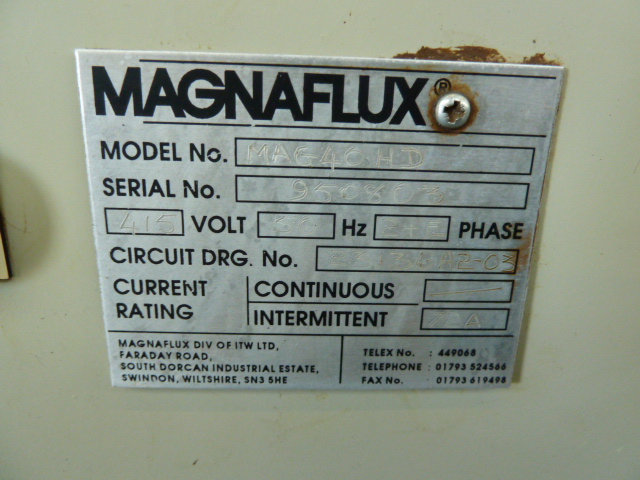 MAGNAFLUX®
MODEL No. MAG40HD
SERIAL No.
415 VOLT Hz PHASE
CIRCUIT DRG. No.
CURRENT RATING CONTINUOUS
INTERMITTENT
MAGNAFLUX DIV OF ITW LTD,
FARADAY ROAD,
SOUTH DORCAN INDUSTRIAL ESTATE,
SWINDON, WILTSHIRE, SN3 5HE
TELEX No. : 449068
TELEPHONE : 01793 524566
FAX No. : 01793 619498